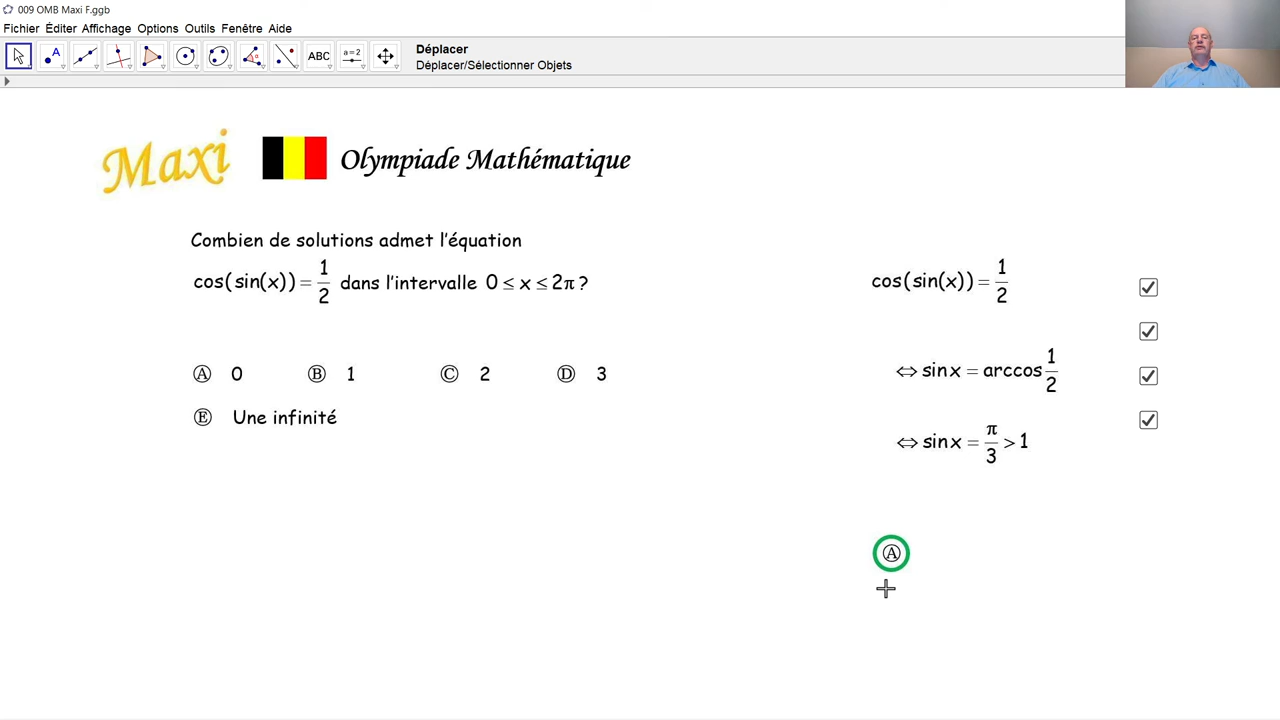 009 OMB Maxi F.ggb
Fichier Éditer Affichage Options Outils Fenêtre Aide
A ABC a=2
Déplacer
Déplacer/Sélectionner Objets
Maxi Olympiade Mathématique
Combien de solutions admet l'équation
cos(sin(x)) = 1/2 dans l'intervalle 0 ≤ x ≤ 2π ?
Ⓐ 0 Ⓑ 1 Ⓒ 2 Ⓓ 3
Ⓔ Une infinité
cos(sin(x)) = 1/2
⇔ sin x = arccos 1/2
⇔ sin x = π/3 > 1
Ⓐ